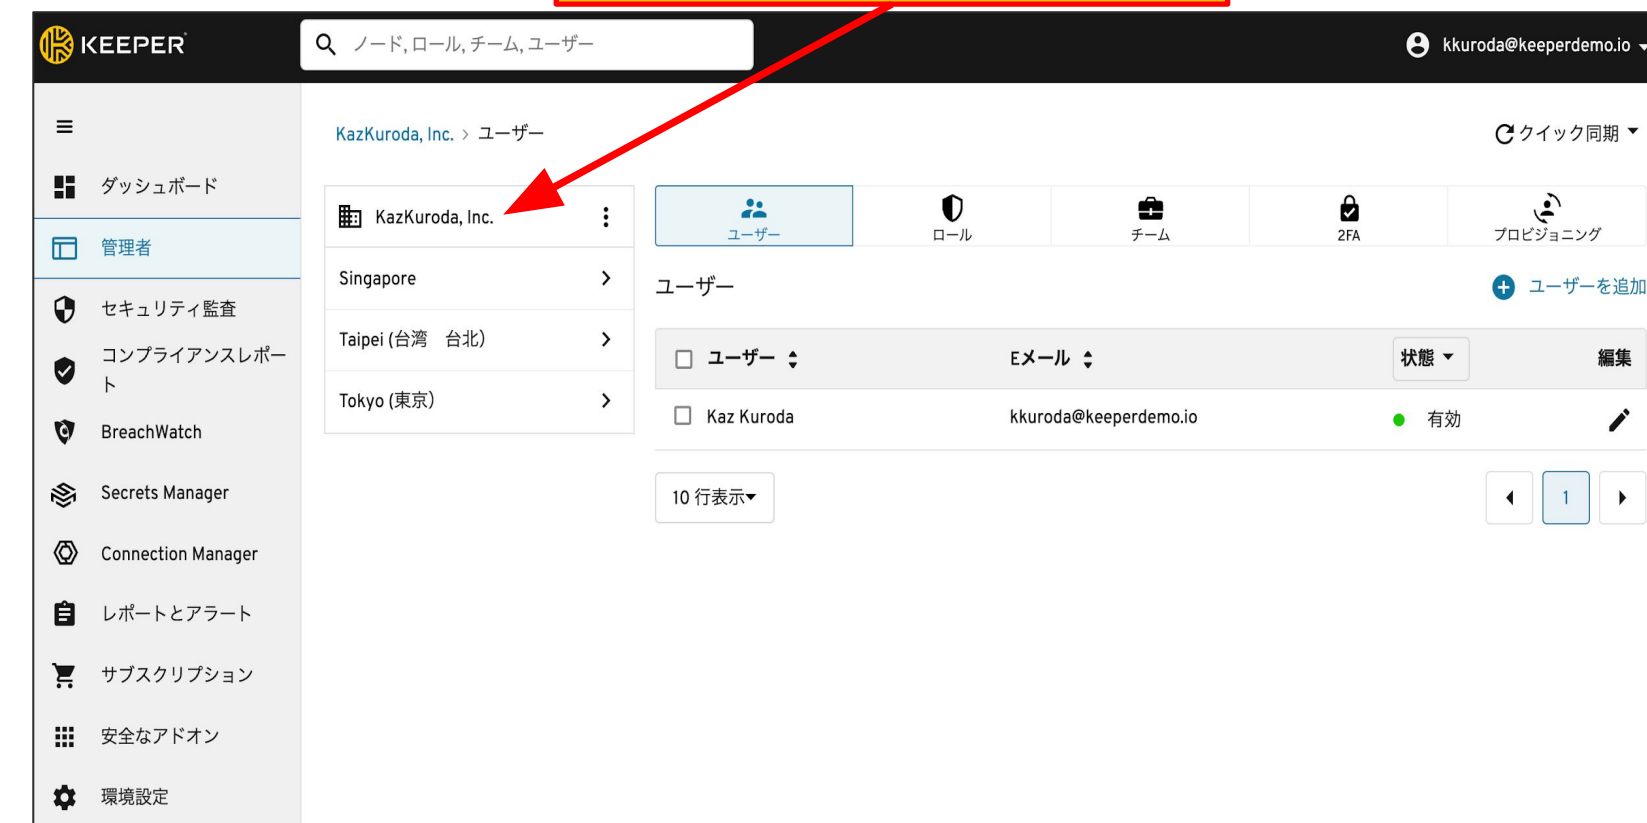 KEEPER
ノード, ロール, チーム, ユーザー
kkuroda@keeperdemo.io
KazKuroda, Inc. > ユーザー
クイック同期
ダッシュボード
管理者
セキュリティ監査
コンプライアンスレポー
ト
BreachWatch
Secrets Manager
Connection Manager
レポートとアラート
サブスクリプション
安全なアドオン
環境設定
KazKuroda, Inc.
Singapore
Taipei (台湾　台北)
Tokyo (東京)
ユーザー
ロール
チーム
2FA
プロビジョニング
ユーザー
ユーザーを追加
ユーザー Eメール 状態 編集
Kaz Kuroda kkuroda@keeperdemo.io 有効
10 行表示
1